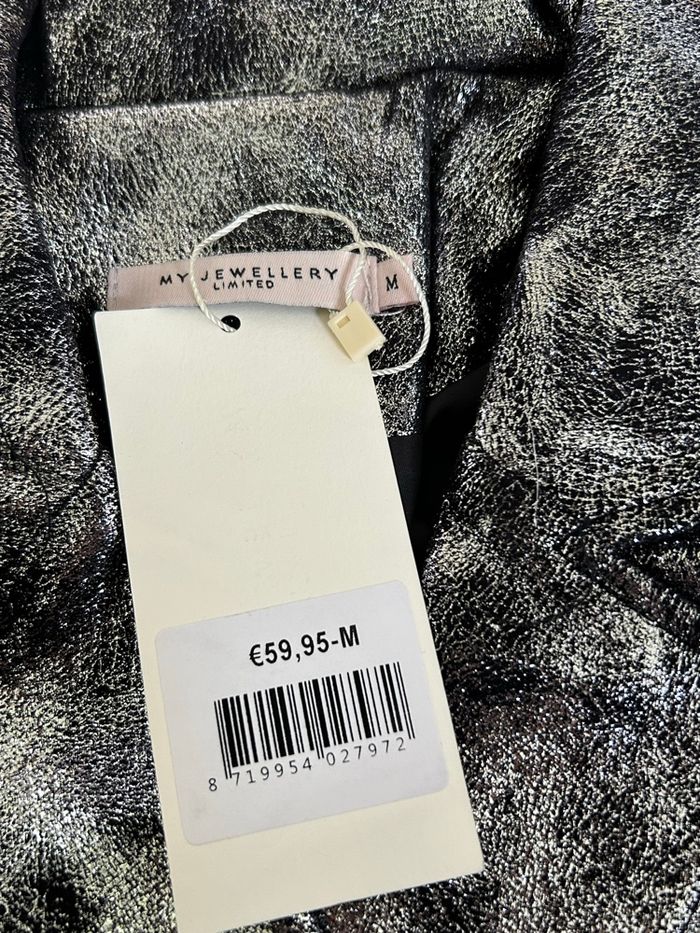 MY JEWELLERY
LIMITED
M
€59,95-M
8 719954 027972